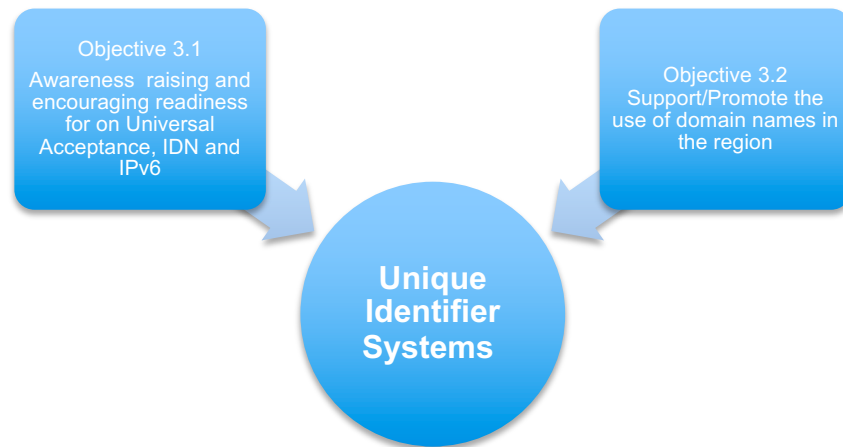 Objective 3.1
Awareness raising and
encouraging readiness
for on Universal
Acceptance, IDN and
IPv6
Objective 3.2
Support/Promote the
use of domain names in
the region
Unique
Identifier
Systems